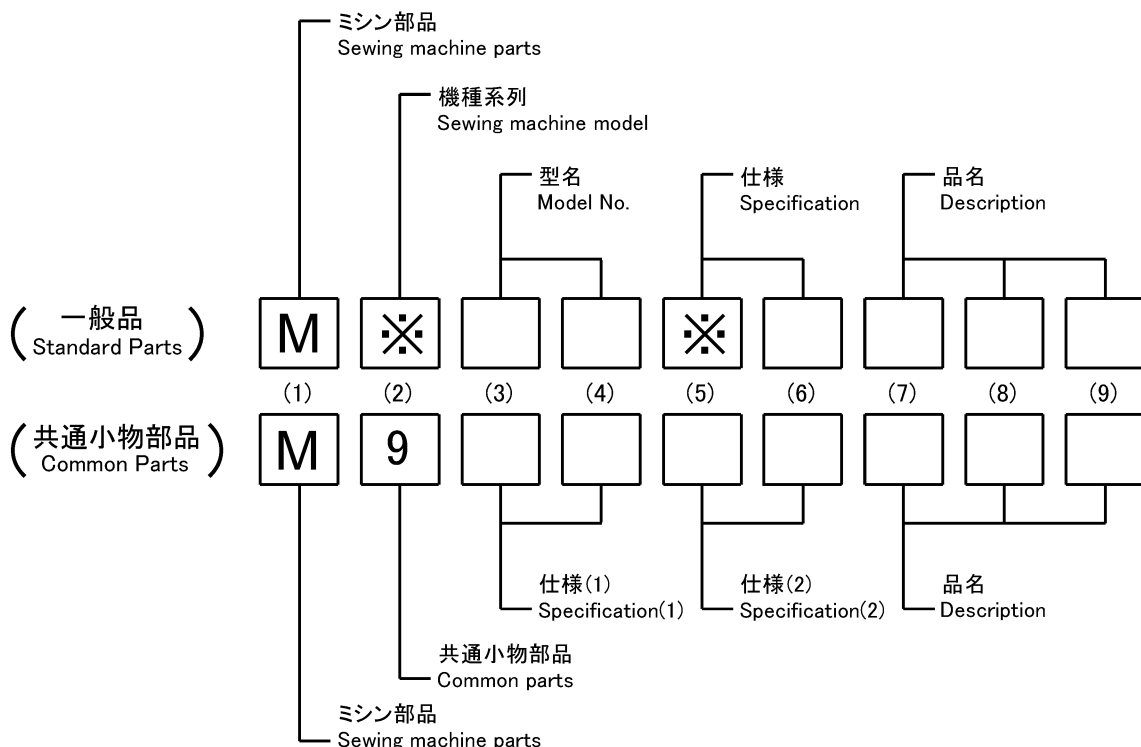 ミシン部品
Sewing machine parts
機種系列
Sewing machine model
型名
Model No.
仕様
Specification
品名
Description
(一般品
Standard Parts)
M ※ ※
(1) (2) (3) (4) (5) (6) (7) (8) (9)
(共通小物部品
Common Parts)
M 9
仕様(1)
Specification(1)
仕様(2)
Specification(2)
品名
Description
共通小物部品
Common parts
ミシン部品
Sewing machine parts